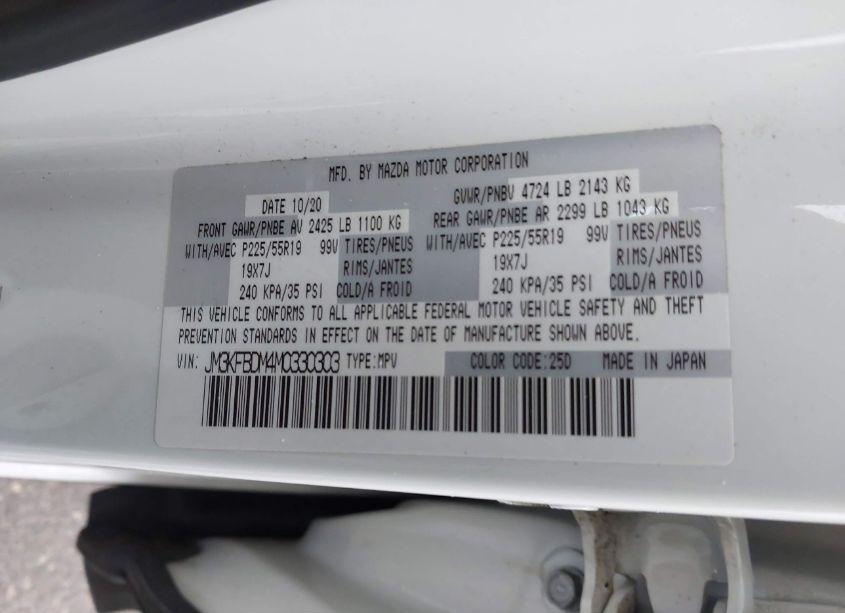 MFD. BY MAZDA MOTOR CORPORATION
DATE 10/20 GVWR/PNBV 4724 LB 2143 KG
FRONT GAWR/PNBE AV 2425 LB 1100 KG REAR GAWR/PNBE AR 2299 LB 1043 KG
WITH/AVEC P225/55R19 99V TIRES/PNEUS WITH/AVEC P225/55R19 99V TIRES/PNEUS
19X7J RIMS/JANTES 19X7J RIMS/JANTES
240 KPA/35 PSI COLD/A FROID 240 KPA/35 PSI COLD/A FROID
THIS VEHICLE CONFORMS TO ALL APPLICABLE FEDERAL MOTOR VEHICLE SAFETY AND THEFT
PREVENTION STANDARDS IN EFFECT ON THE DATE OF MANUFACTURE SHOWN ABOVE.
VIN: JM3KFBDM4M0330303 TYPE:MPV COLOR CODE:25D MADE IN JAPAN